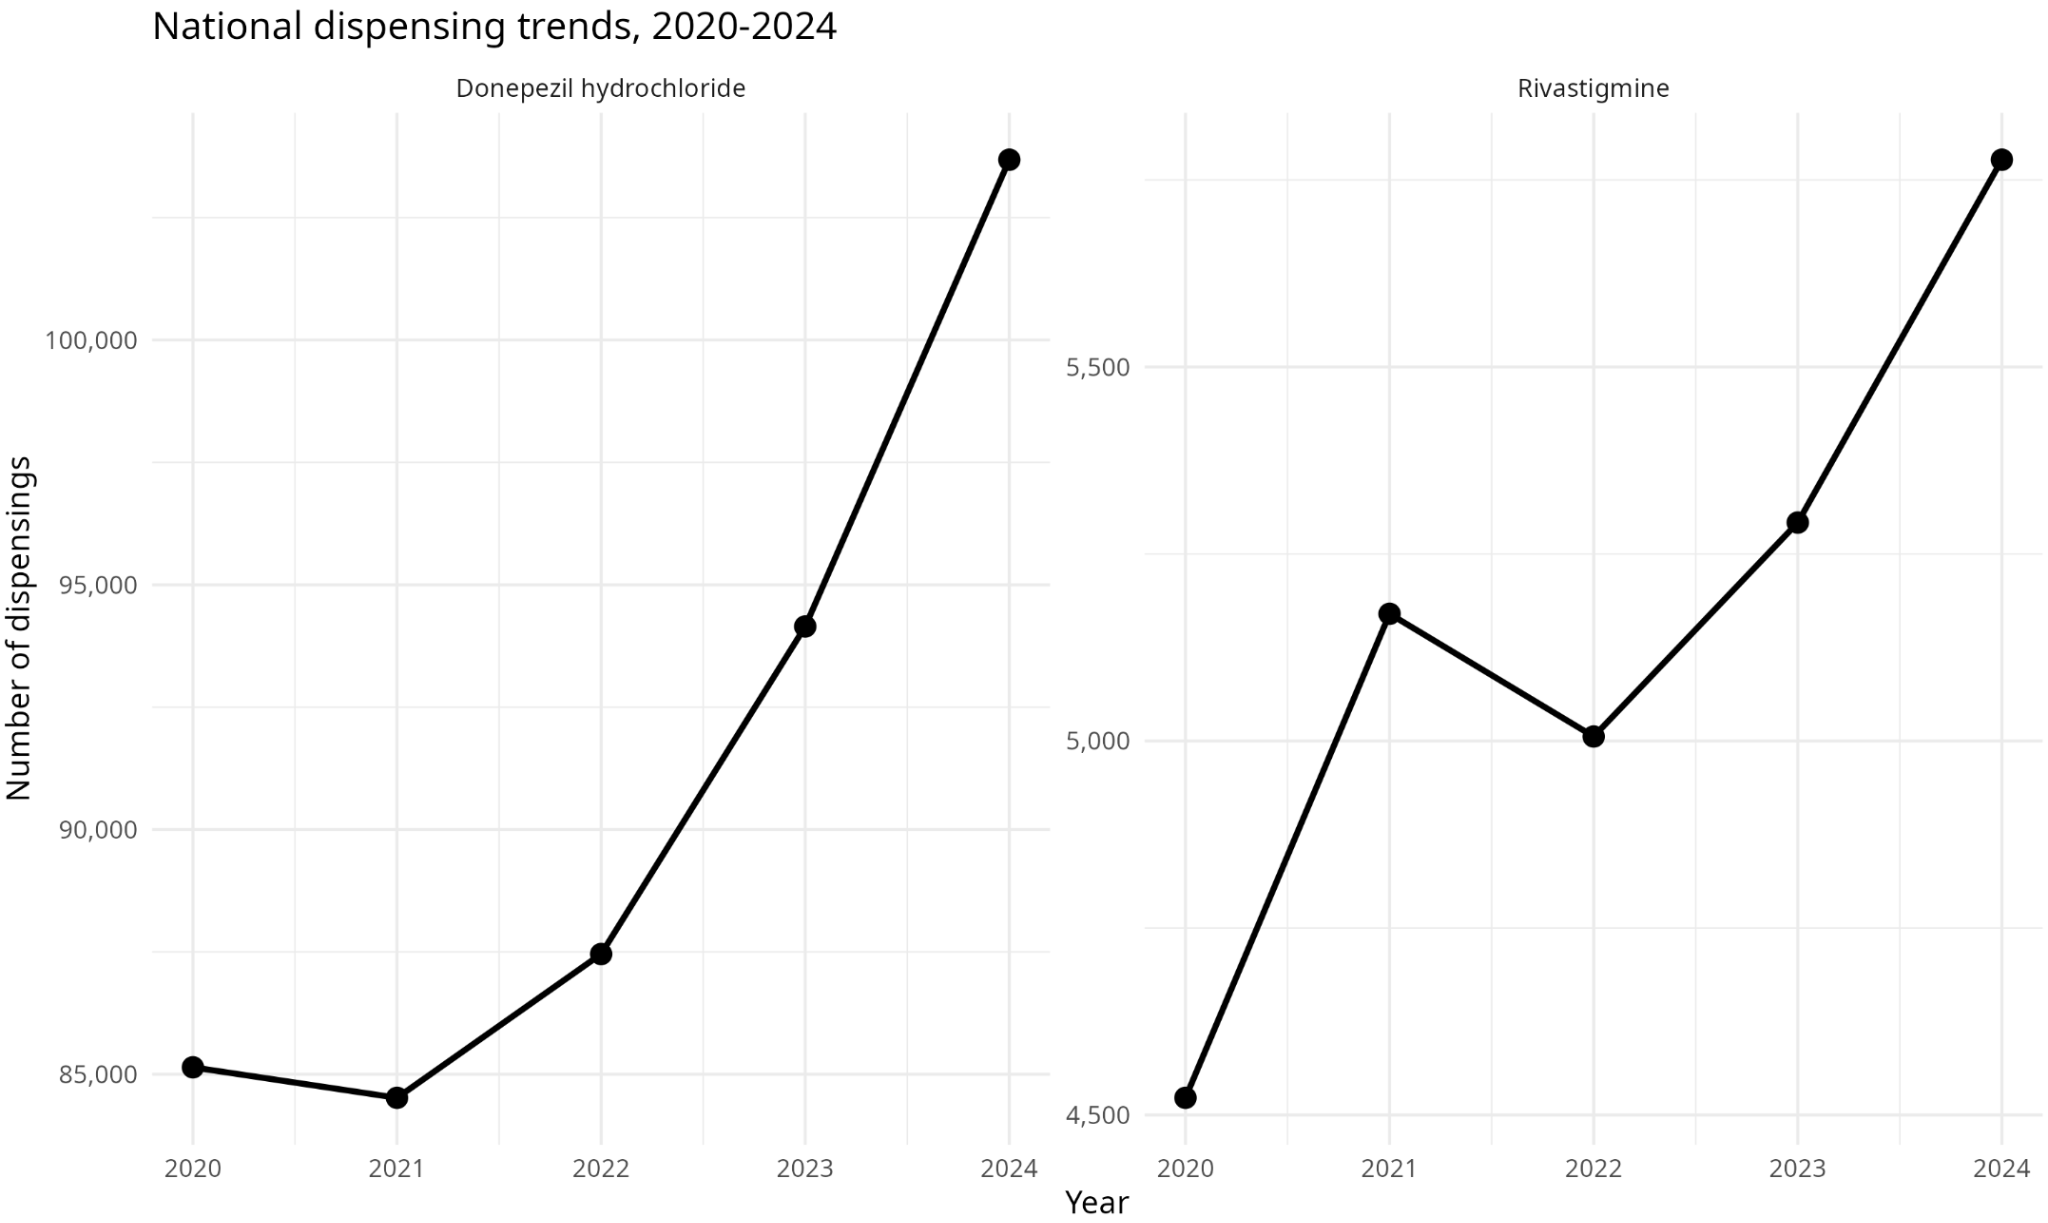 National dispensing trends, 2020-2024
Donepezil hydrochloride
Rivastigmine
Number of dispensings
100,000
95,000
90,000
85,000
5,500
5,000
4,500
2020 2021 2022 2023 2024
2020 2021 2022 2023 2024
Year